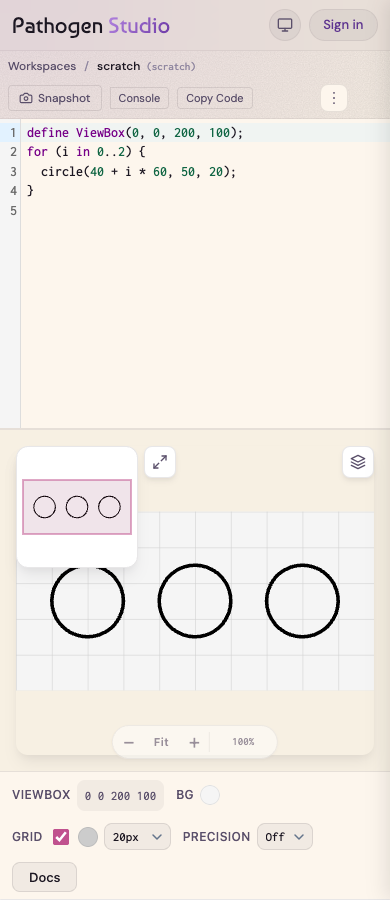 Pathogen Studio
Sign in
Workspaces / scratch (scratch)
Snapshot
Console
Copy Code
1 define ViewBox(0, 0, 200, 100);
2 for (i in 0..2) {
3   circle(40 + i * 60, 50, 20);
4 }
5
− Fit + 100%
VIEWBOX 0 0 200 100 BG
GRID 20px PRECISION Off
Docs